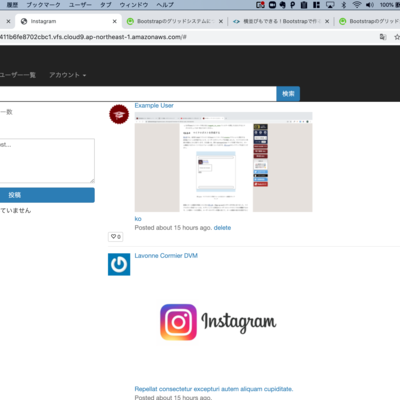 履歴 ブックマーク ユーザー タブ ウィンドウ ヘルプ 100%
Instagram
Bootstrapのグリッドシステムに
横並びもできる！Bootstrapで作
Bootstrapのグリッドシステム
411b6fe8702cbc1.vfs.cloud9.ap-northeast-1.amazonaws.com/#
ユーザー一覧 アカウント
検索
Example User
一数
st...
投稿
ていません
ko
Posted about 15 hours ago. delete
0
Lavonne Cormier DVM
Instagram
Repellat consectetur excepturi autem aliquam cupiditate.
Posted about 15 hours ago.